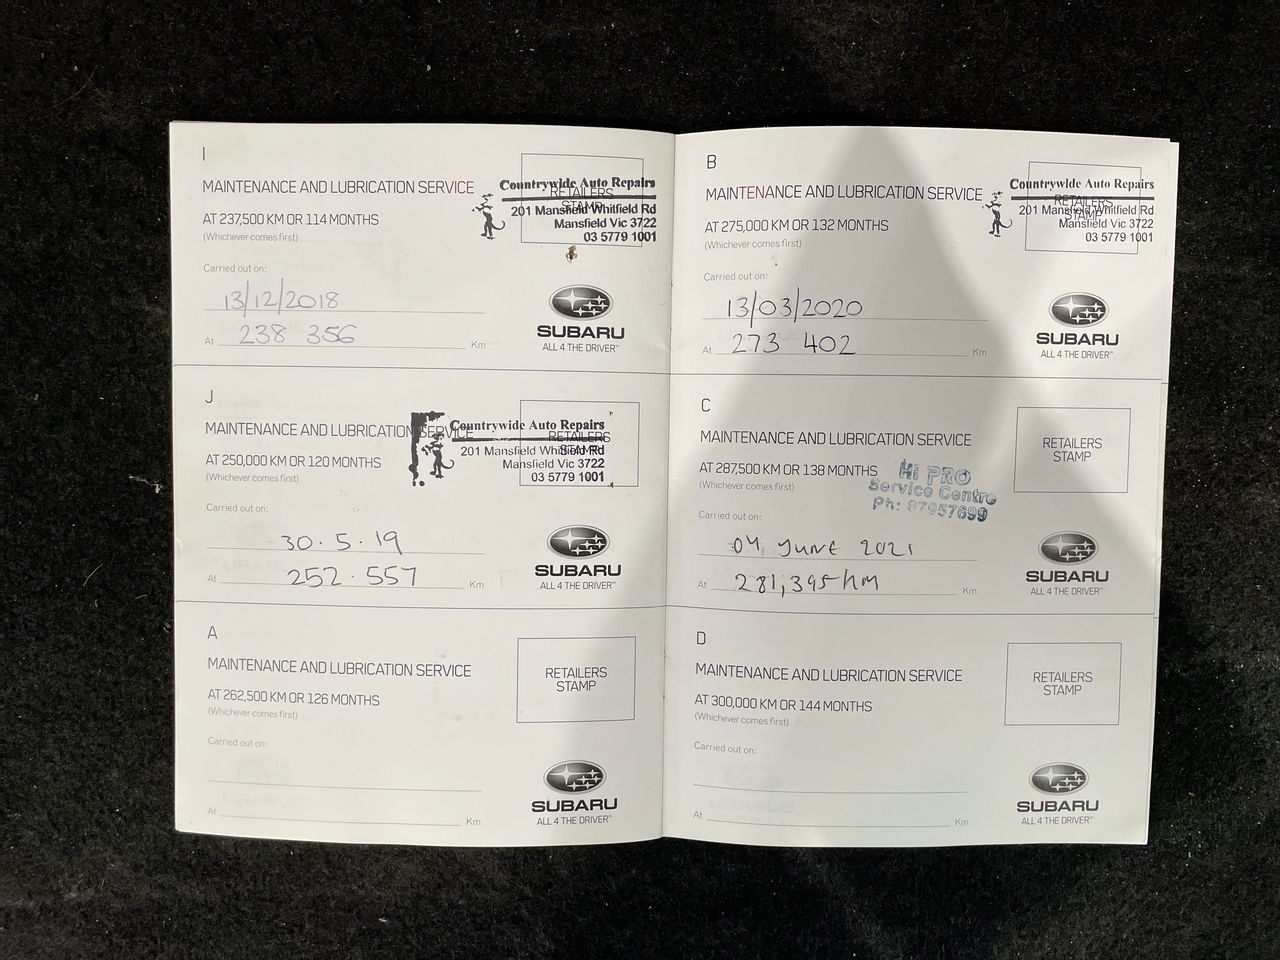 I
MAINTENANCE AND LUBRICATION SERVICE
AT 237,500 KM OR 114 MONTHS
(Whichever comes first)
RETAILERS
STAMP
Countrywide Auto Repairs
201 Mansfield Whitfield Rd
Mansfield Vic 3722
03 5779 1001
Carried out on:
13/12/2018
At 238 356 Km
SUBARU
ALL 4 THE DRIVER™
J
MAINTENANCE AND LUBRICATION SERVICE
AT 250,000 KM OR 120 MONTHS
(Whichever comes first)
RETAILERS
STAMP
Countrywide Auto Repairs
201 Mansfield Whitfield Rd
Mansfield Vic 3722
03 5779 1001
Carried out on:
30.5.19
At 252.557 Km
SUBARU
ALL 4 THE DRIVER™
A
MAINTENANCE AND LUBRICATION SERVICE
AT 262,500 KM OR 126 MONTHS
(Whichever comes first)
RETAILERS
STAMP
Carried out on:
At Km
SUBARU
ALL 4 THE DRIVER™
B
MAINTENANCE AND LUBRICATION SERVICE
AT 275,000 KM OR 132 MONTHS
(Whichever comes first)
RETAILERS
STAMP
Countrywide Auto Repairs
201 Mansfield Whitfield Rd
Mansfield Vic 3722
03 5779 1001
Carried out on:
13/03/2020
At 273 402 Km
SUBARU
ALL 4 THE DRIVER™
C
MAINTENANCE AND LUBRICATION SERVICE
AT 287,500 KM OR 138 MONTHS
(Whichever comes first)
RETAILERS
STAMP
Hi PRO
Service Centre
Ph: 87957699
Carried out on:
04 June 2021
At 281,395 km Km
SUBARU
ALL 4 THE DRIVER™
D
MAINTENANCE AND LUBRICATION SERVICE
AT 300,000 KM OR 144 MONTHS
(Whichever comes first)
RETAILERS
STAMP
Carried out on:
At Km
SUBARU
ALL 4 THE DRIVER™